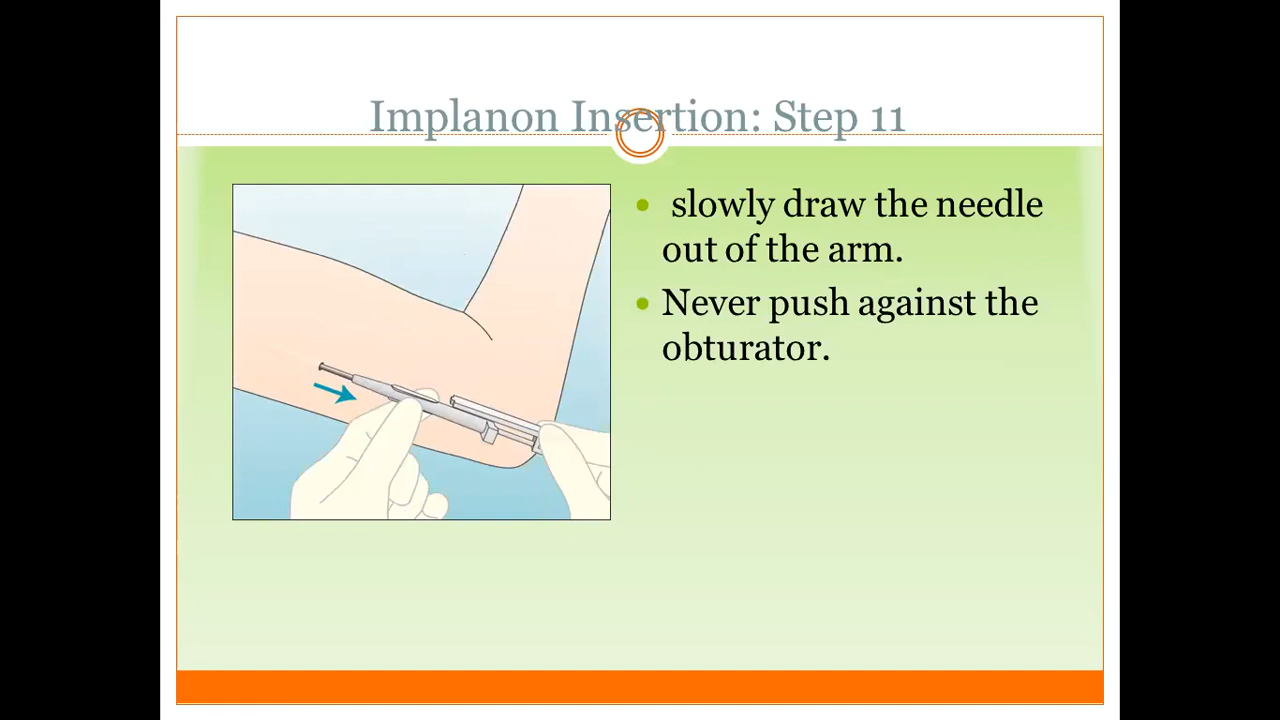 Implanon Insertion: Step 11
• slowly draw the needle
out of the arm.
• Never push against the
obturator.